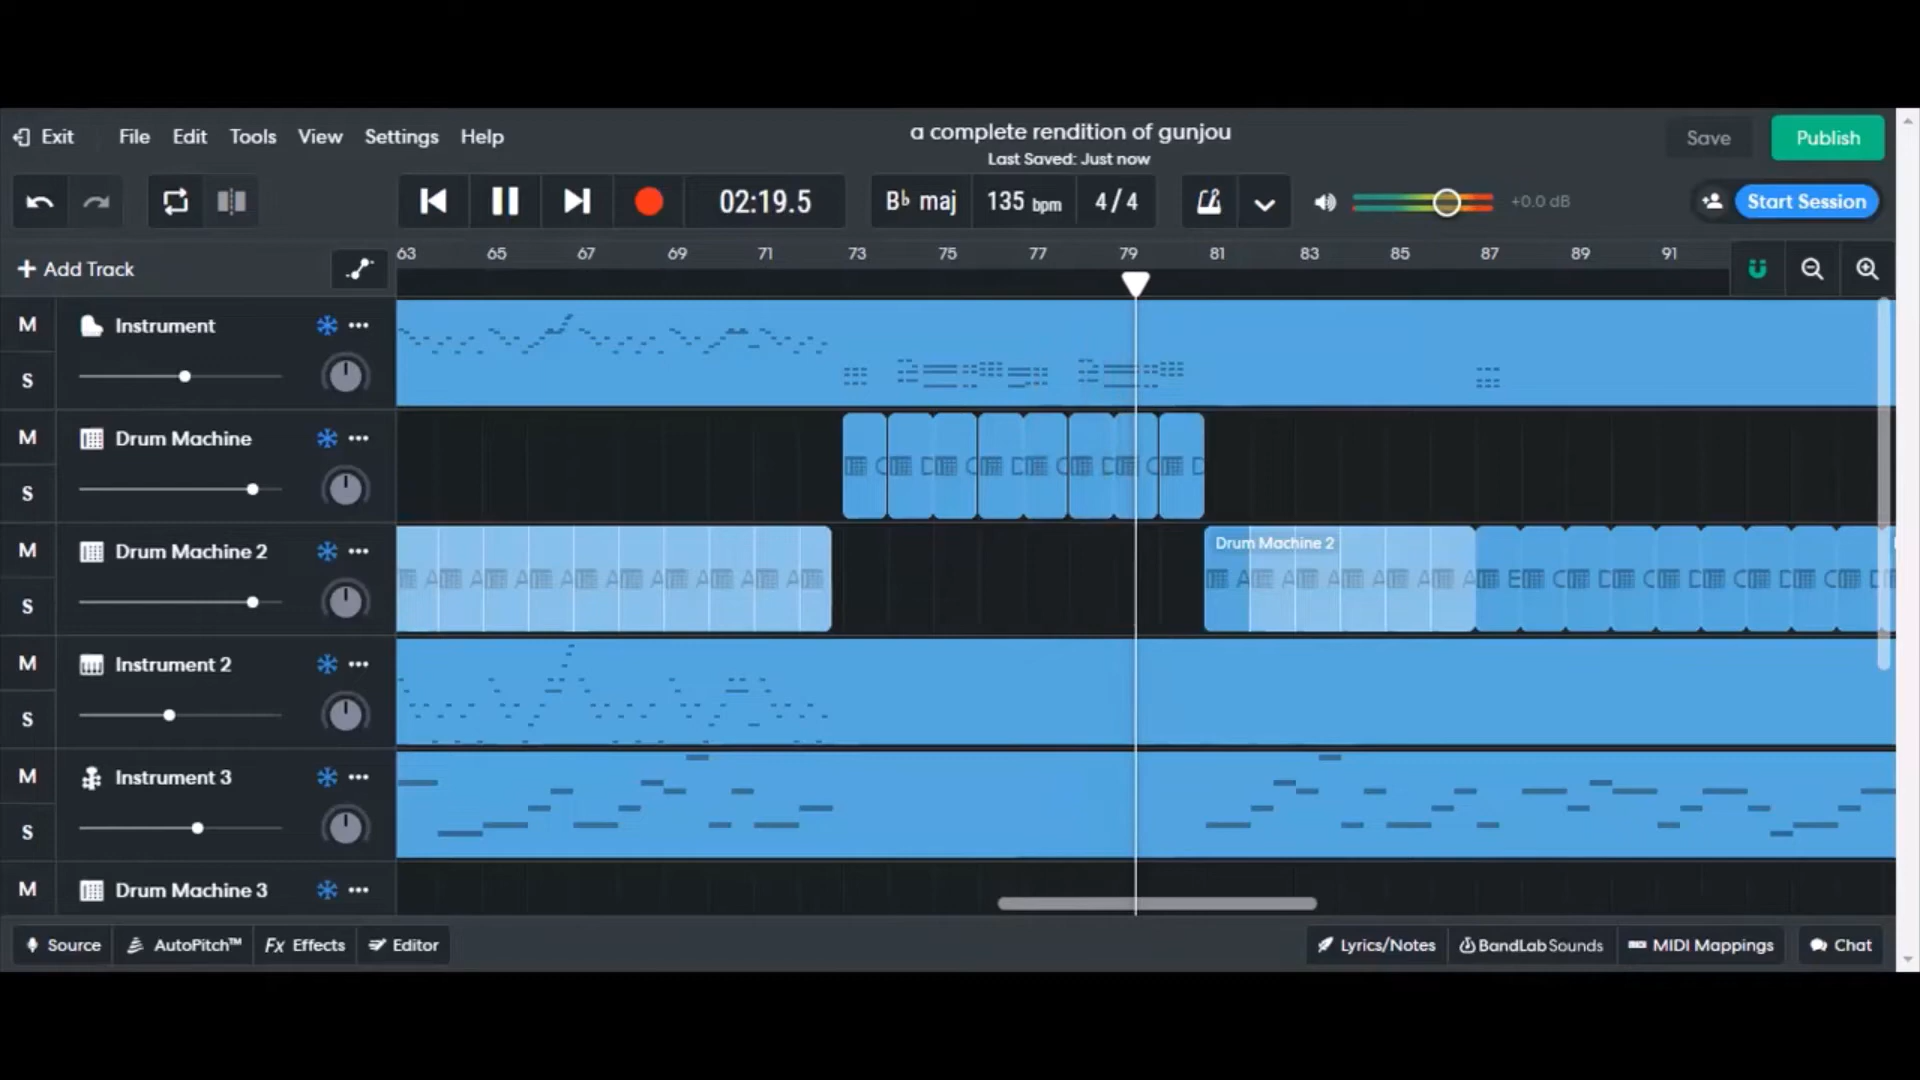 Exit File Edit Tools View Settings Help
a complete rendition of gunjou
Last Saved: Just now
Save Publish
02:19.5 B♭ maj 135 bpm 4/4 +0.0 dB Start Session
+ Add Track 63 65 67 69 71 73 75 77 79 81 83 85 87 89 91
M Instrument
S
M Drum Machine
S
C D C D C D C D
M Drum Machine 2
S
A A A A A A A A A
Drum Machine 2
A A A A A A E C D C D C D C D
M Instrument 2
S
M Instrument 3
S
M Drum Machine 3
Source AutoPitch™ Fx Effects Editor Lyrics/Notes BandLab Sounds MIDI Mappings Chat